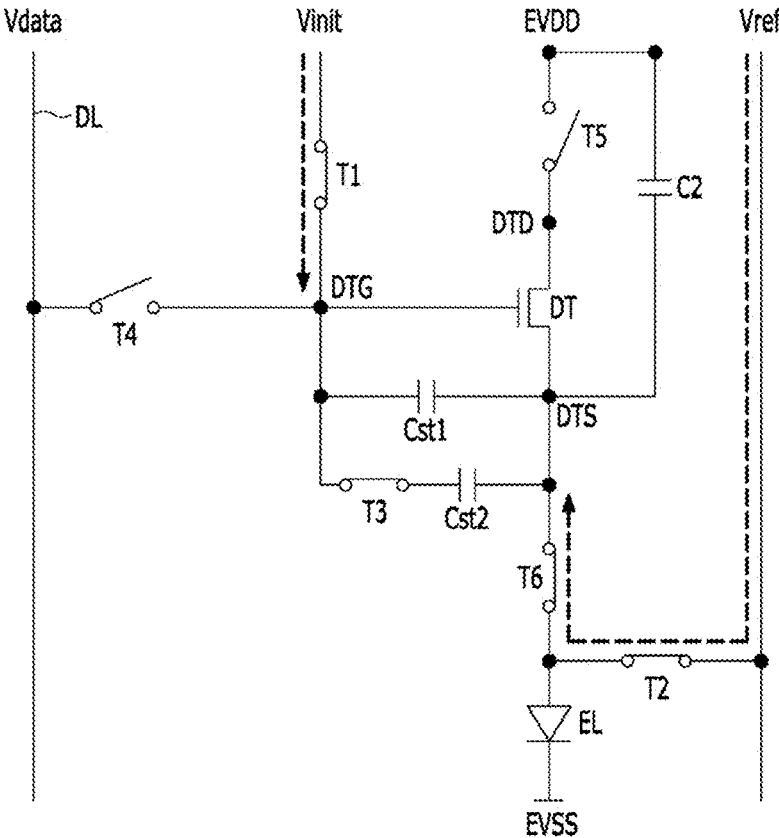 Vdata
Vinit
EVDD
Vref
DL
T5
T1
C2
DTD
DTG
DT
T4
DTS
Cst1
T3
Cst2
T6
T2
EL
EVSS